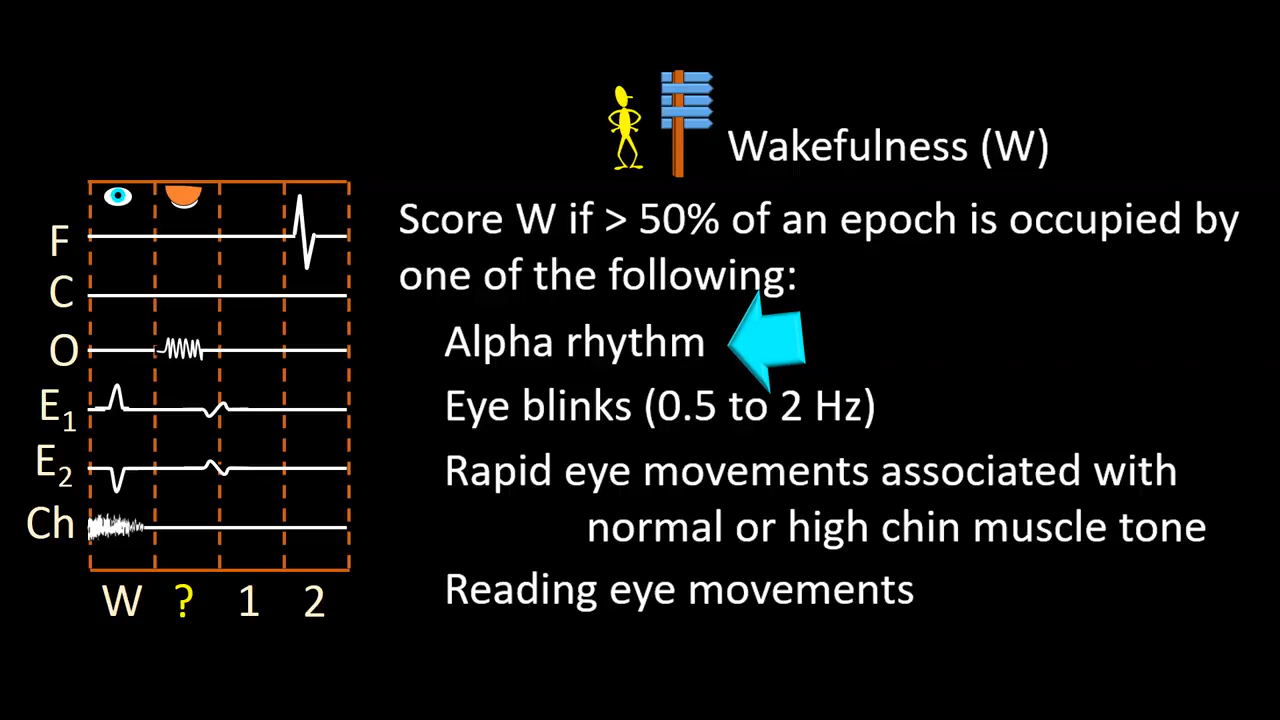 Wakefulness (W)
Score W if > 50% of an epoch is occupied by
one of the following:
Alpha rhythm
Eye blinks (0.5 to 2 Hz)
Rapid eye movements associated with
normal or high chin muscle tone
Reading eye movements
F
C
O
E1
E2
Ch
W ? 1 2